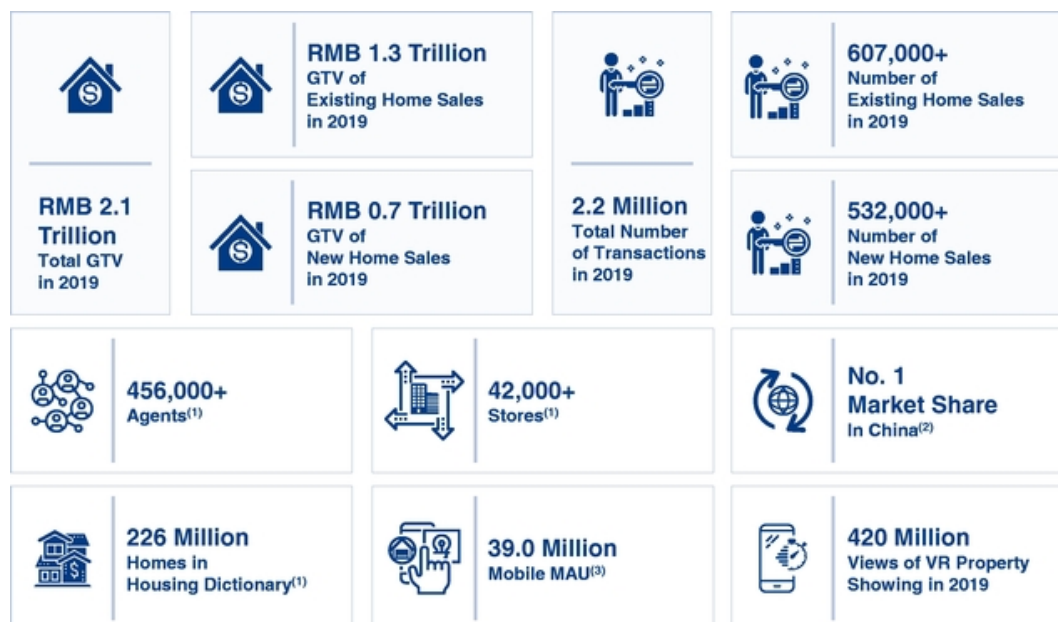 RMB 2.1
Trillion
Total GTV
in 2019
RMB 1.3 Trillion
GTV of
Existing Home Sales
in 2019
RMB 0.7 Trillion
GTV of
New Home Sales
in 2019
2.2 Million
Total Number
of Transactions
in 2019
607,000+
Number of
Existing Home Sales
in 2019
532,000+
Number of
New Home Sales
in 2019
456,000+
Agents(1)
42,000+
Stores(1)
No. 1
Market Share
In China(2)
226 Million
Homes in
Housing Dictionary(1)
39.0 Million
Mobile MAU(3)
420 Million
Views of VR Property
Showing in 2019